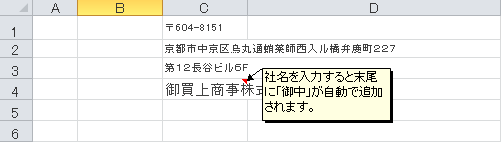 A B C D
1 〒604-8151
2 京都市中京区烏丸通蛸薬師西入ル橋弁慶町227
3 第12長谷ビル6F
4 御買上商事株式
社名を入力すると末尾
に「御中」が自動で追加
されます。
5
6